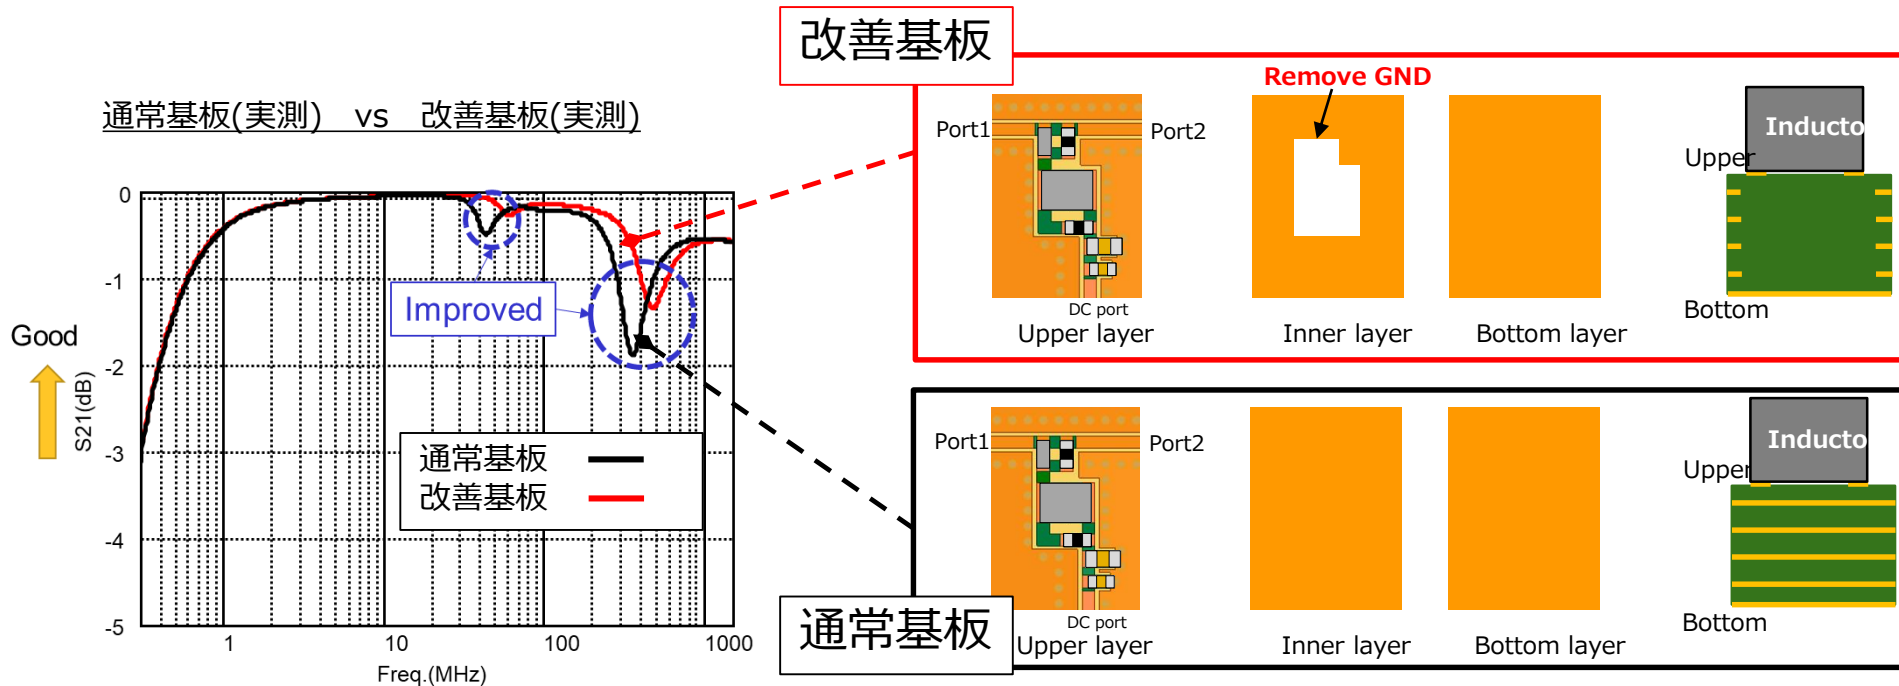 通常基板(実測) vs 改善基板(実測)
0
-1
-2
-3
-4
-5
1
10
100
1000
Freq.(MHz)
S21(dB)
Good
Improved
通常基板
改善基板
改善基板
Remove GND
Port1
Port2
DC port
Upper layer
Inner layer
Bottom layer
Inducto
Upper
Bottom
通常基板
Port1
Port2
DC port
Upper layer
Inner layer
Bottom layer
Inducto
Upper
Bottom